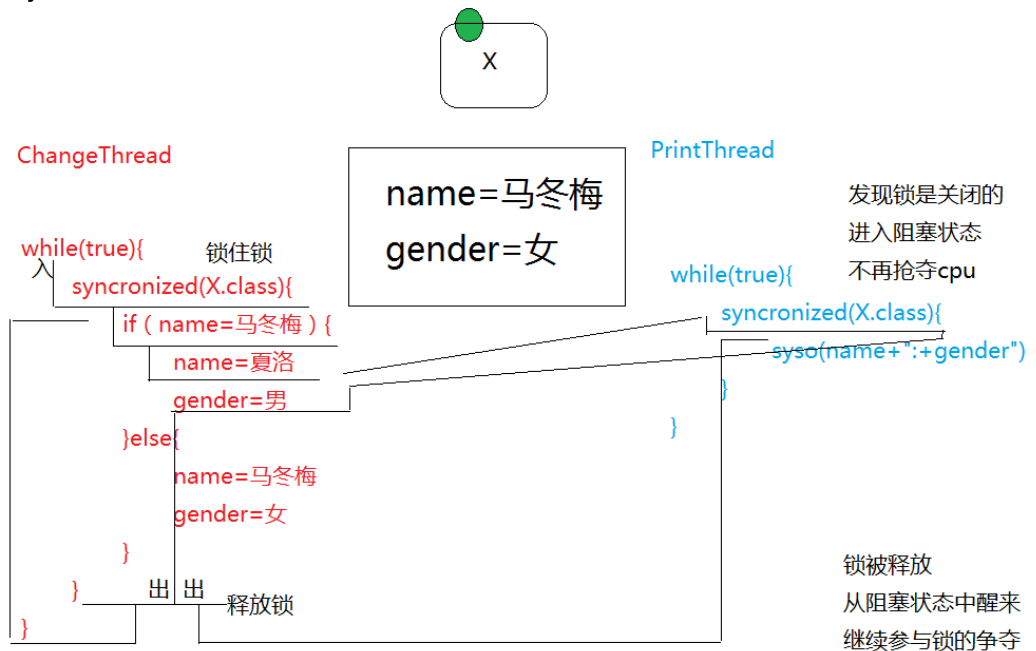 X
ChangeThread
while(true){
入
锁住锁
syncronized(X.class){
if（name=马冬梅）{
name=夏洛
gender=男
}else{
name=马冬梅
gender=女
}
出 出
}
释放锁
}
name=马冬梅
gender=女
PrintThread
发现锁是关闭的
进入阻塞状态
不再抢夺cpu
while(true){
syncronized(X.class){
syso(name+":+gender")
}
}
锁被释放
从阻塞状态中醒来
继续参与锁的争夺